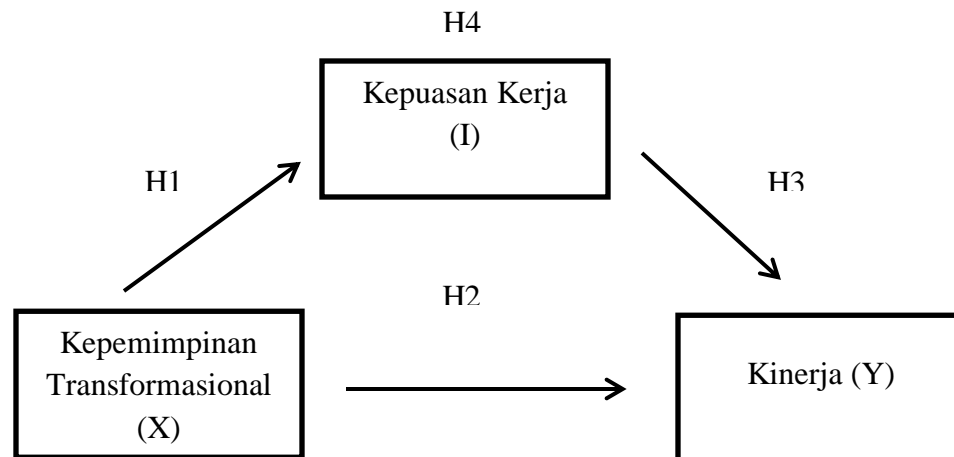 H4
Kepuasan Kerja
(I)
H1
H3
H2
Kepemimpinan
Transformasional
(X)
Kinerja (Y)